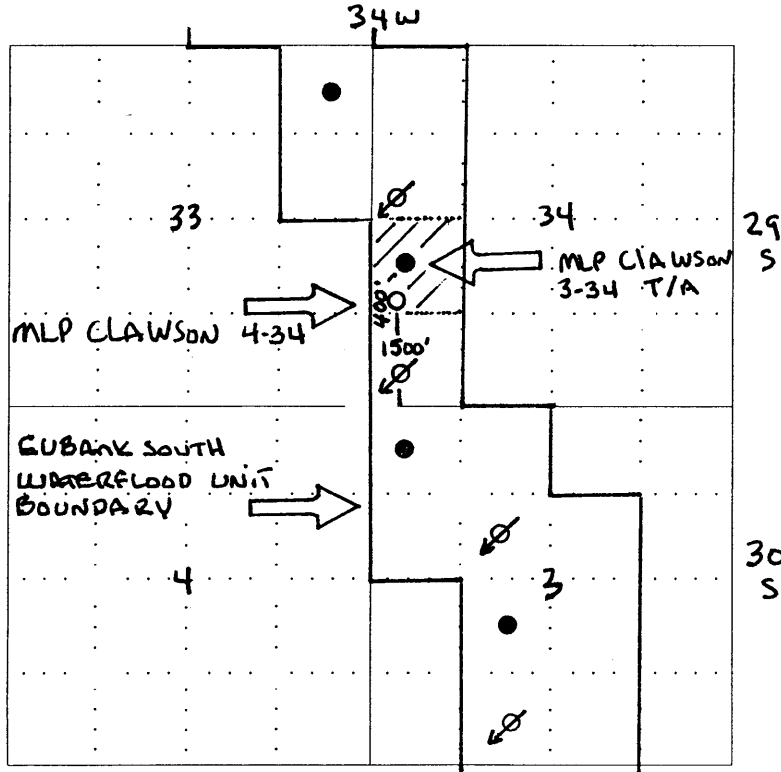 34W
33
34
29
S
MLP CLAWSON
3-34 T/A
400'
MLP CLAWSON 4-34
1500'
EUBANK SOUTH
WATERFLOOD UNIT
BOUNDARY
4
3
30
S